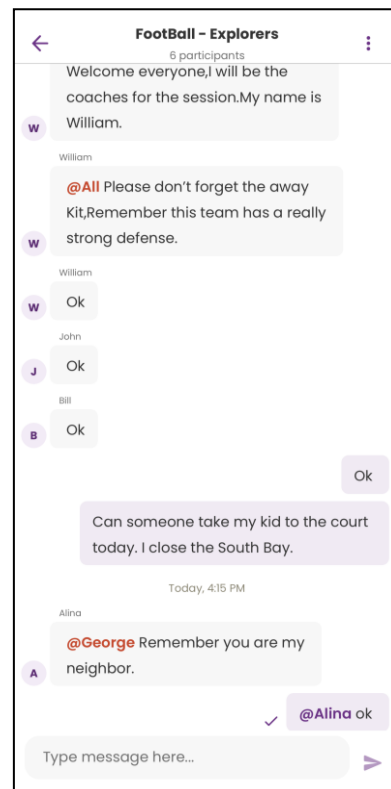 FootBall - Explorers
6 participants
Welcome everyone,I will be the
coaches for the session.My name is
William.
W
William
@All Please don’t forget the away
Kit,Remember this team has a really
strong defense.
W
William
Ok
W
John
Ok
J
Bill
Ok
B
Ok
Can someone take my kid to the court
today. I close the South Bay.
Today, 4:15 PM
Alina
@George Remember you are my
neighbor.
A
@Alina ok
Type message here...